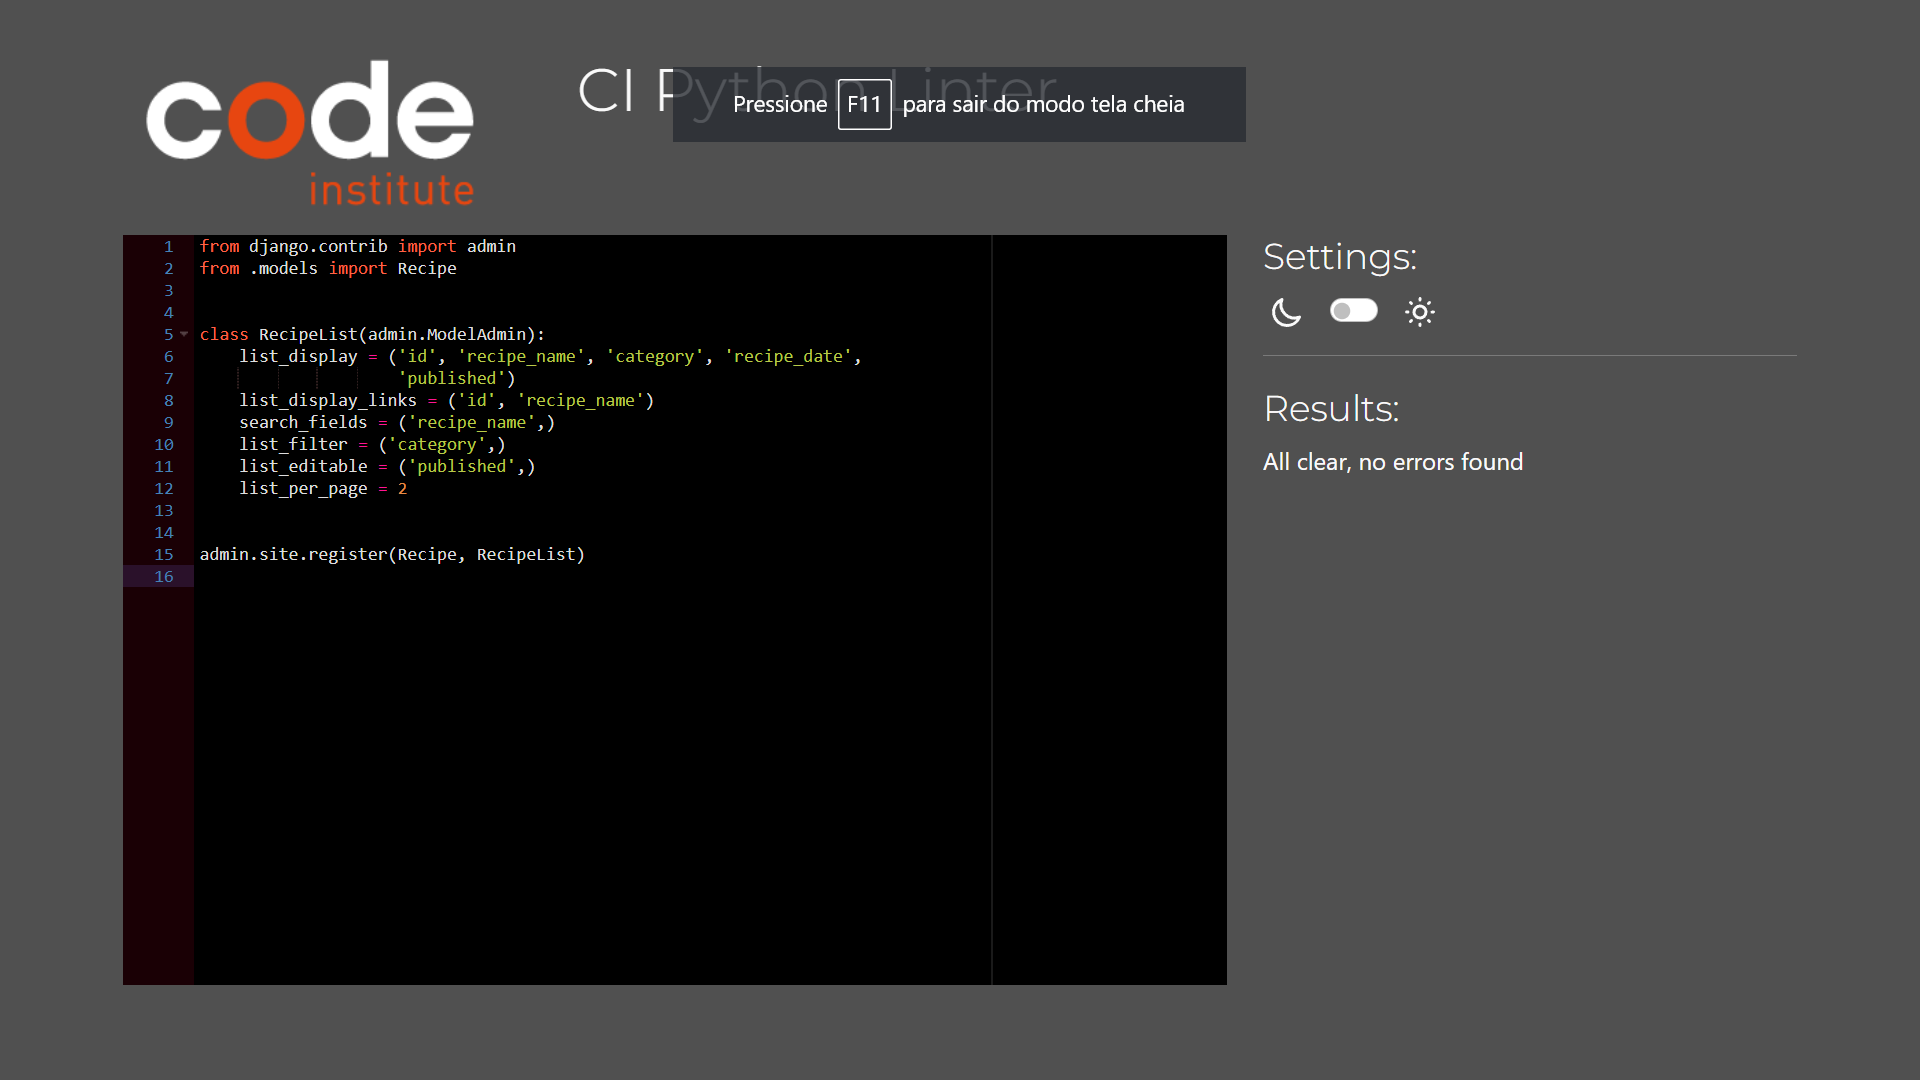 code
institute
CI Python Linter
Pressione F11 para sair do modo tela cheia
1 from django.contrib import admin
2 from .models import Recipe
3
4
5 class RecipeList(admin.ModelAdmin):
6     list_display = ('id', 'recipe_name', 'category', 'recipe_date',
7                     'published')
8     list_display_links = ('id', 'recipe_name')
9     search_fields = ('recipe_name',)
10     list_filter = ('category',)
11     list_editable = ('published',)
12     list_per_page = 2
13
14
15 admin.site.register(Recipe, RecipeList)
16
Settings:
Results:
All clear, no errors found